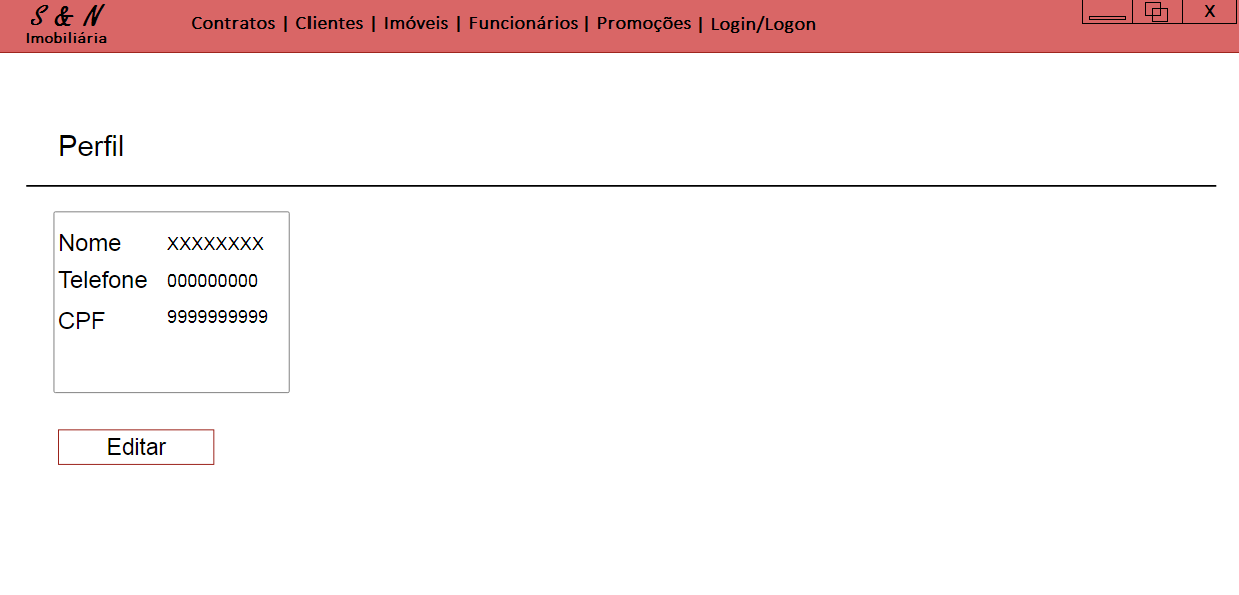 S & N
Imobiliária
Contratos | Clientes | Imóveis | Funcionários | Promoções | Login/Logon
X
Perfil
Nome XXXXXXXX
Telefone 000000000
CPF 9999999999
Editar